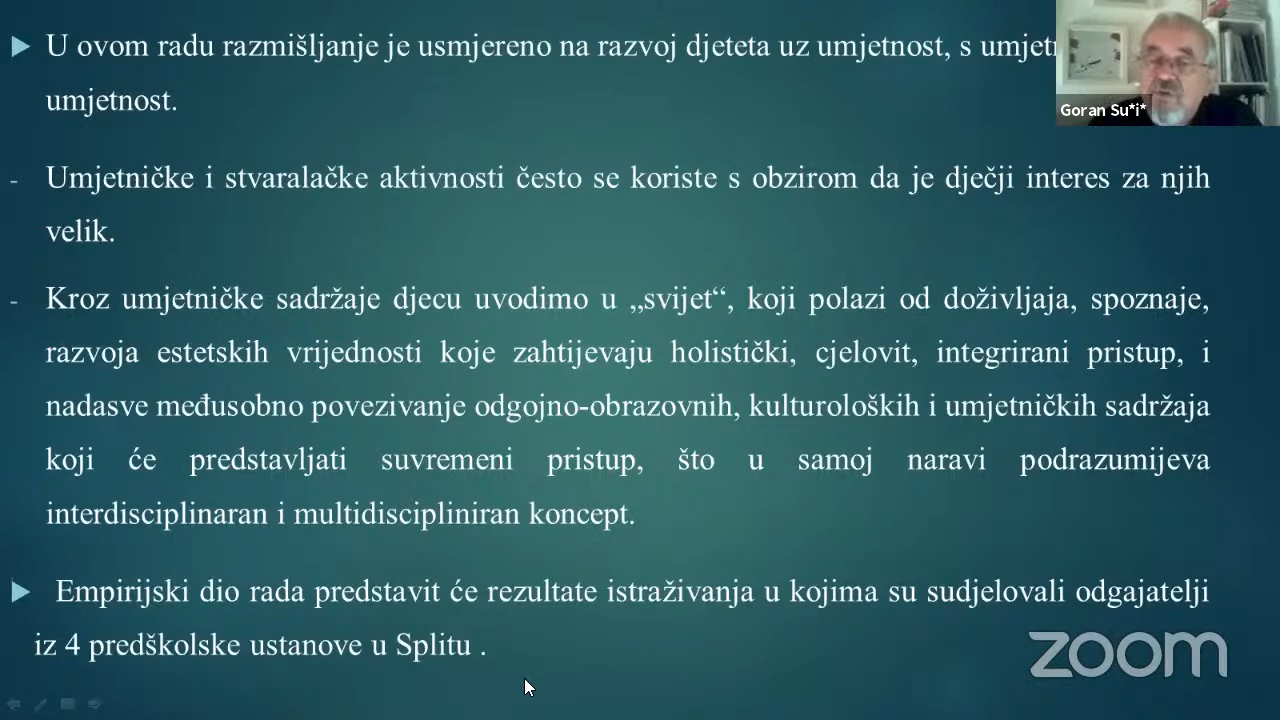 U ovom radu razmišljanje je usmjereno na razvoj djeteta uz umjetnost, s
umjetnost.
Goran Su*i*
- Umjetničke i stvaralačke aktivnosti često se koriste s obzirom da je dječji interes za njih
velik.
- Kroz umjetničke sadržaje djecu uvodimo u „svijet“, koji polazi od doživljaja, spoznaje,
razvoja estetskih vrijednosti koje zahtijevaju holistički, cjelovit, integrirani pristup, i
nadasve međusobno povezivanje odgojno-obrazovnih, kulturoloških i umjetničkih sadržaja
koji će predstavljati suvremeni pristup, što u samoj naravi podrazumijeva
interdisciplinaran i multidiscipliniran koncept.
Empirijski dio rada predstavit će rezultate istraživanja u kojima su sudjelovali odgajatelji
iz 4 predškolske ustanove u Splitu .
zoom